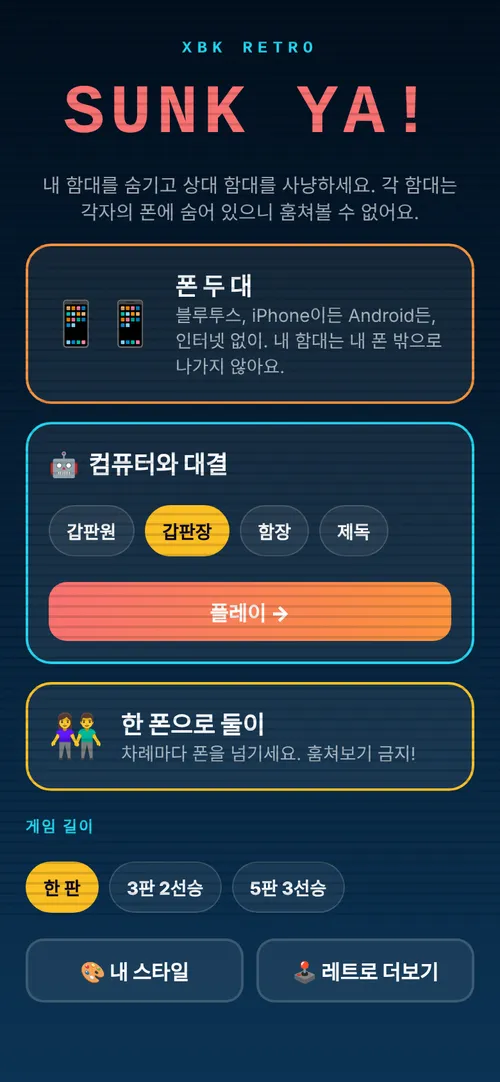 XBK RETRO
SUNK YA!
내 함대를 숨기고 상대 함대를 사냥하세요. 각 함대는
각자의 폰에 숨어 있으니 훔쳐볼 수 없어요.
폰 두 대
블루투스, iPhone이든 Android든,
인터넷 없이. 내 함대는 내 폰 밖으로
나가지 않아요.
컴퓨터와 대결
갑판원 갑판장 함장 제독
플레이 →
한 폰으로 둘이
차례마다 폰을 넘기세요. 훔쳐보기 금지!
게임 길이
한 판 3판 2선승 5판 3선승
내 스타일 레트로 더보기